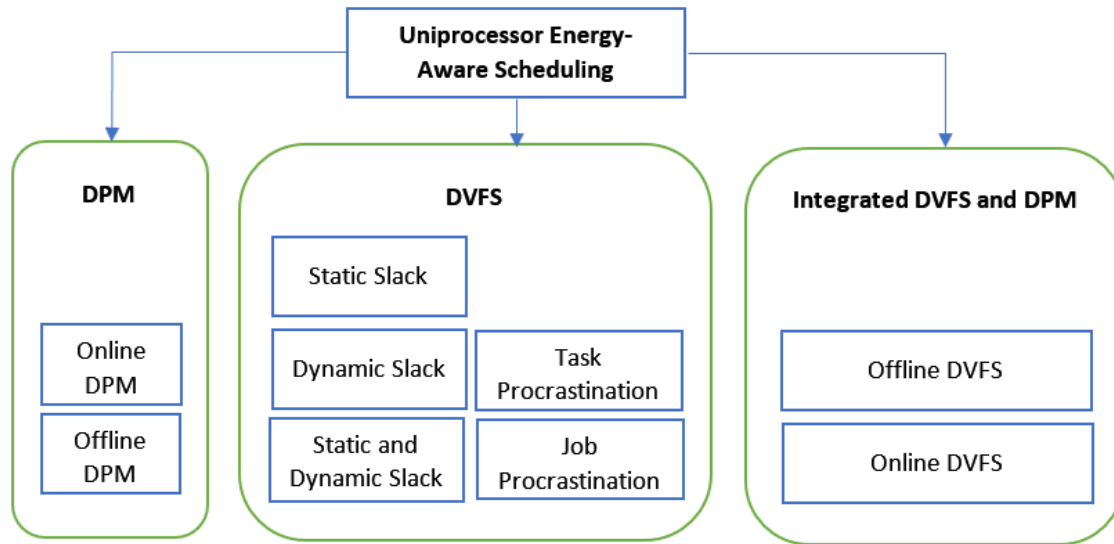 Uniprocessor Energy-
Aware Scheduling
DPM
Online
DPM
Offline
DPM
DVFS
Static Slack
Dynamic Slack
Static and
Dynamic Slack
Task
Procrastination
Job
Procrastination
Integrated DVFS and DPM
Offline DVFS
Online DVFS